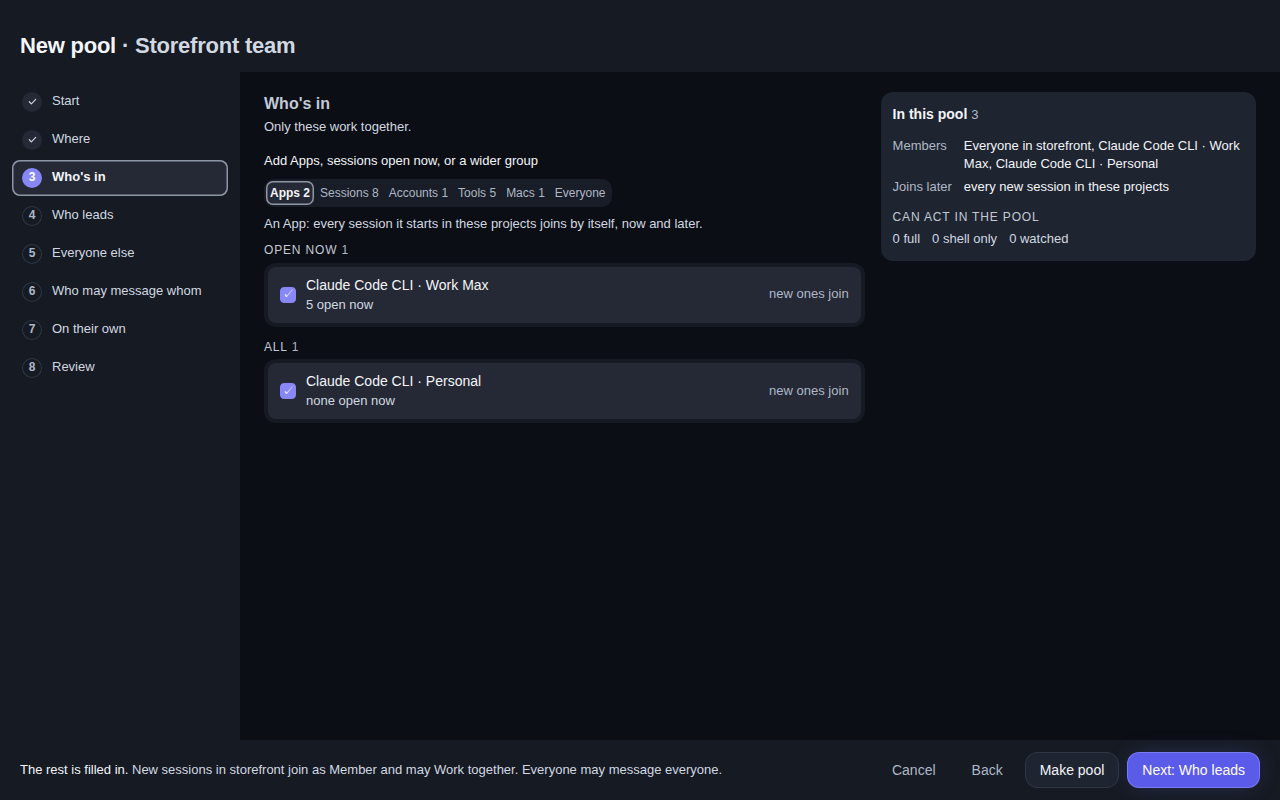 New pool · Storefront team
Start
Where
3 Who's in
4 Who leads
5 Everyone else
6 Who may message whom
7 On their own
8 Review
Who's in
Only these work together.
Add Apps, sessions open now, or a wider group
Apps 2 Sessions 8 Accounts 1 Tools 5 Macs 1 Everyone
An App: every session it starts in these projects joins by itself, now and later.
OPEN NOW 1
Claude Code CLI · Work Max
5 open now
new ones join
ALL 1
Claude Code CLI · Personal
none open now
new ones join
In this pool 3
Members Everyone in storefront, Claude Code CLI · Work
Max, Claude Code CLI · Personal
Joins later every new session in these projects
CAN ACT IN THE POOL
0 full 0 shell only 0 watched
The rest is filled in. New sessions in storefront join as Member and may Work together. Everyone may message everyone.
Cancel Back Make pool Next: Who leads